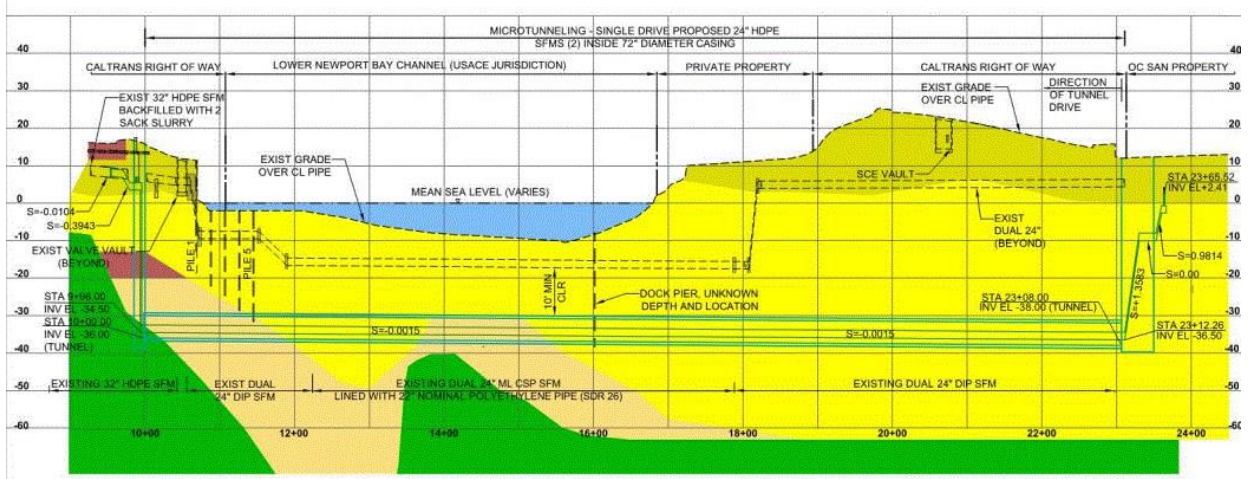 MICROTUNNELING - SINGLE DRIVE PROPOSED 24" HDPE
SFMS (2) INSIDE 72" DIAMETER CASING
CALTRANS RIGHT OF WAY
LOWER NEWPORT BAY CHANNEL (USACE JURISDICTION)
PRIVATE PROPERTY
CALTRANS RIGHT OF WAY
OC SAN PROPERTY
EXIST 32" HDPE SFM
BACKFILLED WITH 2
SACK SLURRY
EXIST GRADE
OVER CL PIPE
DIRECTION
OF TUNNEL
DRIVE
EXIST GRADE
OVER CL PIPE
MEAN SEA LEVEL (VARIES)
SCE VAULT
STA 23+65.52
INV EL +2.41
S=-0.0104
S=-0.3943
EXIST VALVE VAULT
(BEYOND)
PILE 1
PILE 5
10' MIN
CLR
EXIST
DUAL 24"
(BEYOND)
S=0.9814
S=0.00
S=+1.3583
STA 9+96.00
INV EL -34.50
STA 10+00.00
INV EL -36.00
(TUNNEL)
DOCK PIER, UNKNOWN
DEPTH AND LOCATION
STA 23+08.00
INV EL -38.00 (TUNNEL)
STA 23+12.26
INV EL -36.50
S=-0.0015
S=-0.0015
EXISTING 32" HDPE SFM
EXIST DUAL
24" DIP SFM
EXISTING DUAL 24" ML CSP SFM
LINED WITH 22" NOMINAL POLYETHYLENE PIPE (SDR 26)
EXISTING DUAL 24" DIP SFM
40
30
20
10
0
-10
-20
-30
-40
-50
-60
40
30
20
10
0
-10
-20
-30
-40
-50
-60
10+00
12+00
14+00
16+00
18+00
20+00
22+00
24+00